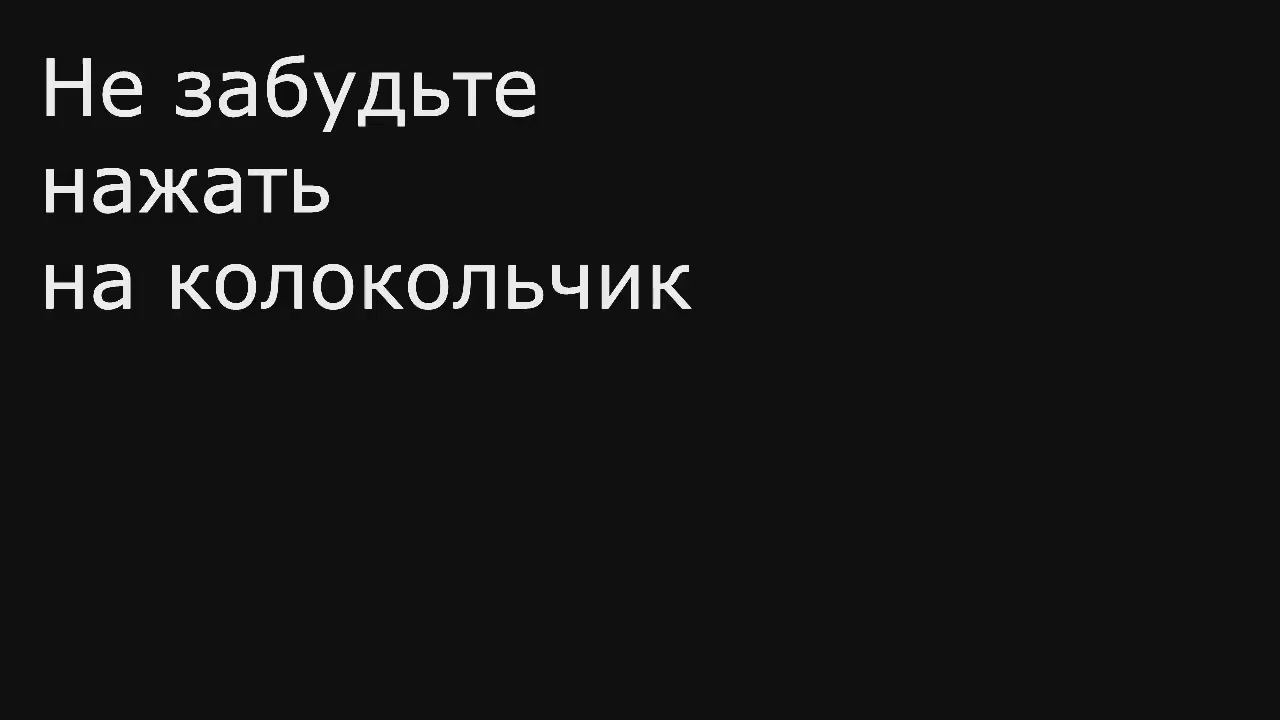 Не забудьте
нажать
на колокольчик